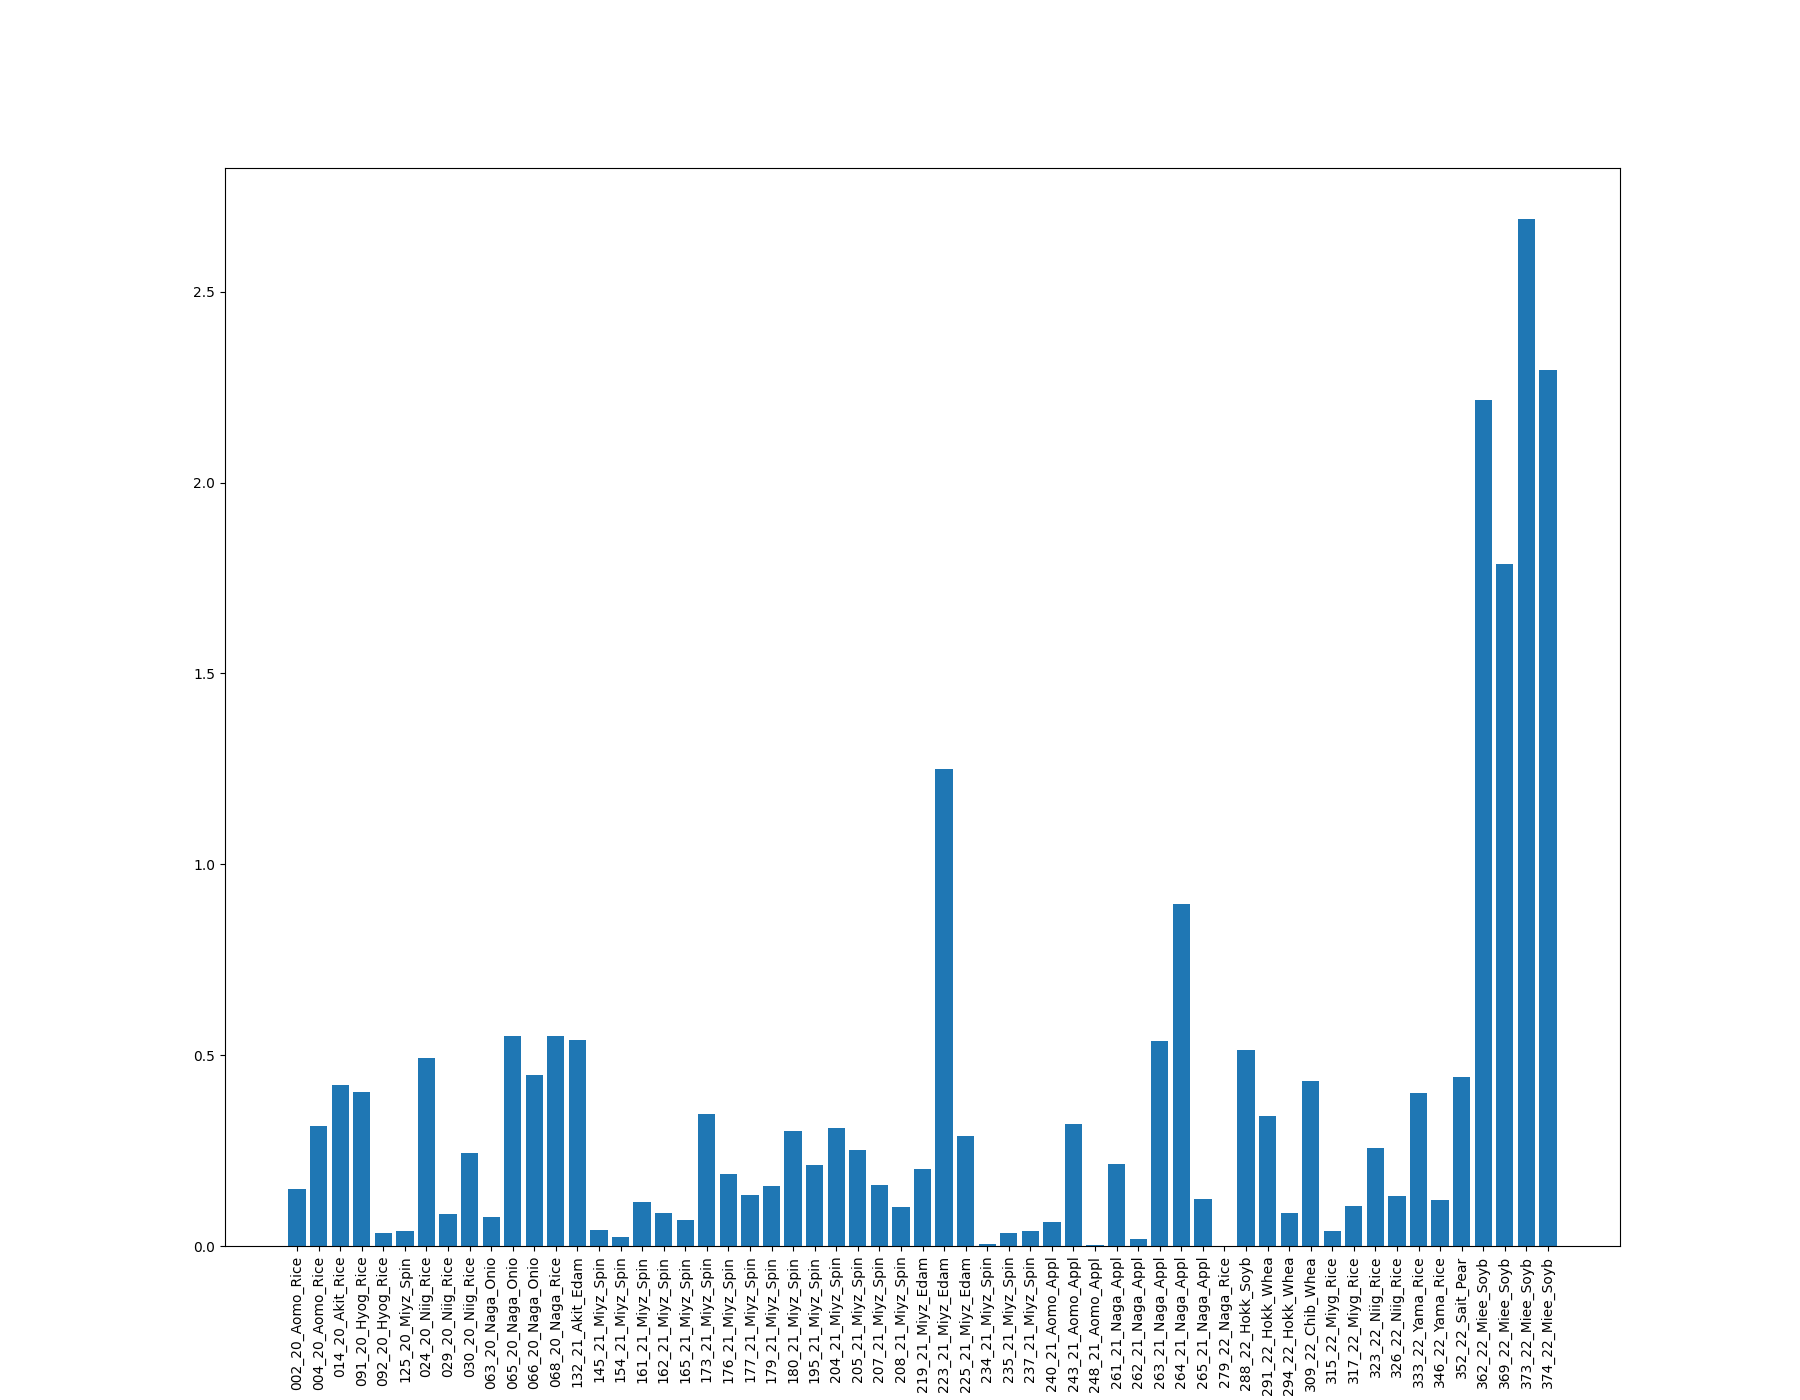 2.5
2.0
1.5
1.0
0.5
0.0
002_20_Aomo_Rice
004_20_Aomo_Rice
014_20_Akit_Rice
091_20_Hyog_Rice
092_20_Hyog_Rice
125_20_Miyz_Spin
024_20_Niig_Rice
029_20_Niig_Rice
030_20_Niig_Rice
063_20_Naga_Onio
065_20_Naga_Onio
066_20_Naga_Onio
068_20_Naga_Rice
132_21_Akit_Edam
145_21_Miyz_Spin
154_21_Miyz_Spin
161_21_Miyz_Spin
162_21_Miyz_Spin
165_21_Miyz_Spin
173_21_Miyz_Spin
176_21_Miyz_Spin
177_21_Miyz_Spin
179_21_Miyz_Spin
180_21_Miyz_Spin
195_21_Miyz_Spin
204_21_Miyz_Spin
205_21_Miyz_Spin
207_21_Miyz_Spin
208_21_Miyz_Spin
219_21_Miyz_Edam
223_21_Miyz_Edam
225_21_Miyz_Edam
234_21_Miyz_Spin
235_21_Miyz_Spin
237_21_Miyz_Spin
240_21_Aomo_Appl
243_21_Aomo_Appl
248_21_Aomo_Appl
261_21_Naga_Appl
262_21_Naga_Appl
263_21_Naga_Appl
264_21_Naga_Appl
265_21_Naga_Appl
279_22_Naga_Rice
288_22_Hokk_Soyb
291_22_Hokk_Whea
294_22_Hokk_Whea
309_22_Chib_Whea
315_22_Miyg_Rice
317_22_Miyg_Rice
323_22_Niig_Rice
326_22_Niig_Rice
333_22_Yama_Rice
346_22_Yama_Rice
352_22_Sait_Pear
362_22_Miee_Soyb
369_22_Miee_Soyb
373_22_Miee_Soyb
374_22_Miee_Soyb